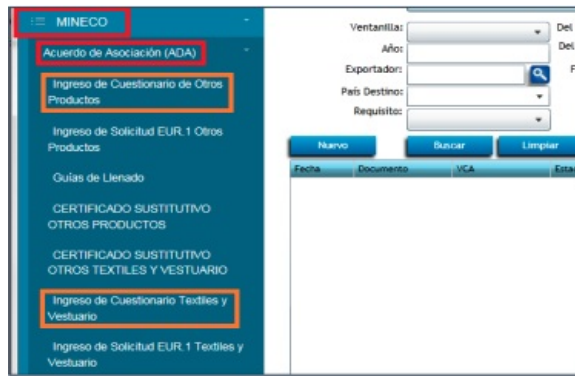 MINECO
Acuerdo de Asociación (ADA)
Ingreso de Cuestionario de Otros
Productos
Ingreso de Solicitud EUR.1 Otros
Productos
Guías de Llenado
CERTIFICADO SUSTITUTIVO
OTROS PRODUCTOS
CERTIFICADO SUSTITUTIVO
OTROS TEXTILES Y VESTUARIO
Ingreso de Cuestionario Textiles y
Vestuario
Ingreso de Solicitud EUR.1 Textiles y
Vestuario
Ventanilla:
Del
Año:
Del
Exportador:
País Destino:
Requisito:
Nuevo
Buscar
Limpiar
Fecha
Documento
VCA